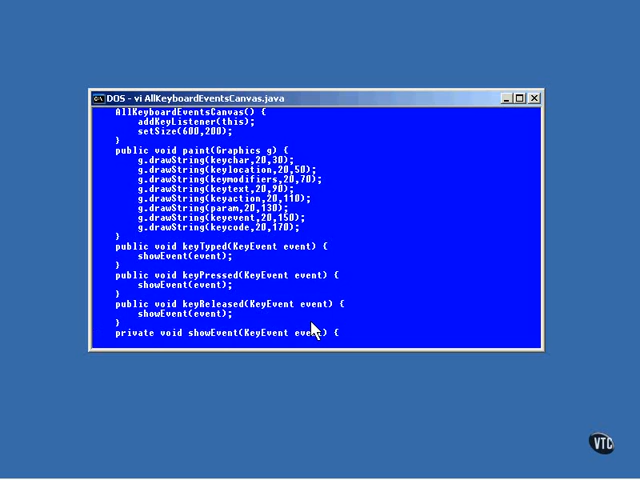 DOS - vi AllKeyboardEventsCanvas.java
AllKeyboardEventsCanvas() {
addKeyListener(this);
setSize(600,200);
}
public void paint(Graphics g) {
g.drawString(keychar,20,30);
g.drawString(keylocation,20,50);
g.drawString(keymodifiers,20,70);
g.drawString(keytext,20,90);
g.drawString(keyaction,20,110);
g.drawString(param,20,130);
g.drawString(keyevent,20,150);
g.drawString(keycode,20,170);
}
public void keyTyped(KeyEvent event) {
showEvent(event);
}
public void keyPressed(KeyEvent event) {
showEvent(event);
}
public void keyReleased(KeyEvent event) {
showEvent(event);
}
private void showEvent(KeyEvent event) {
VTC